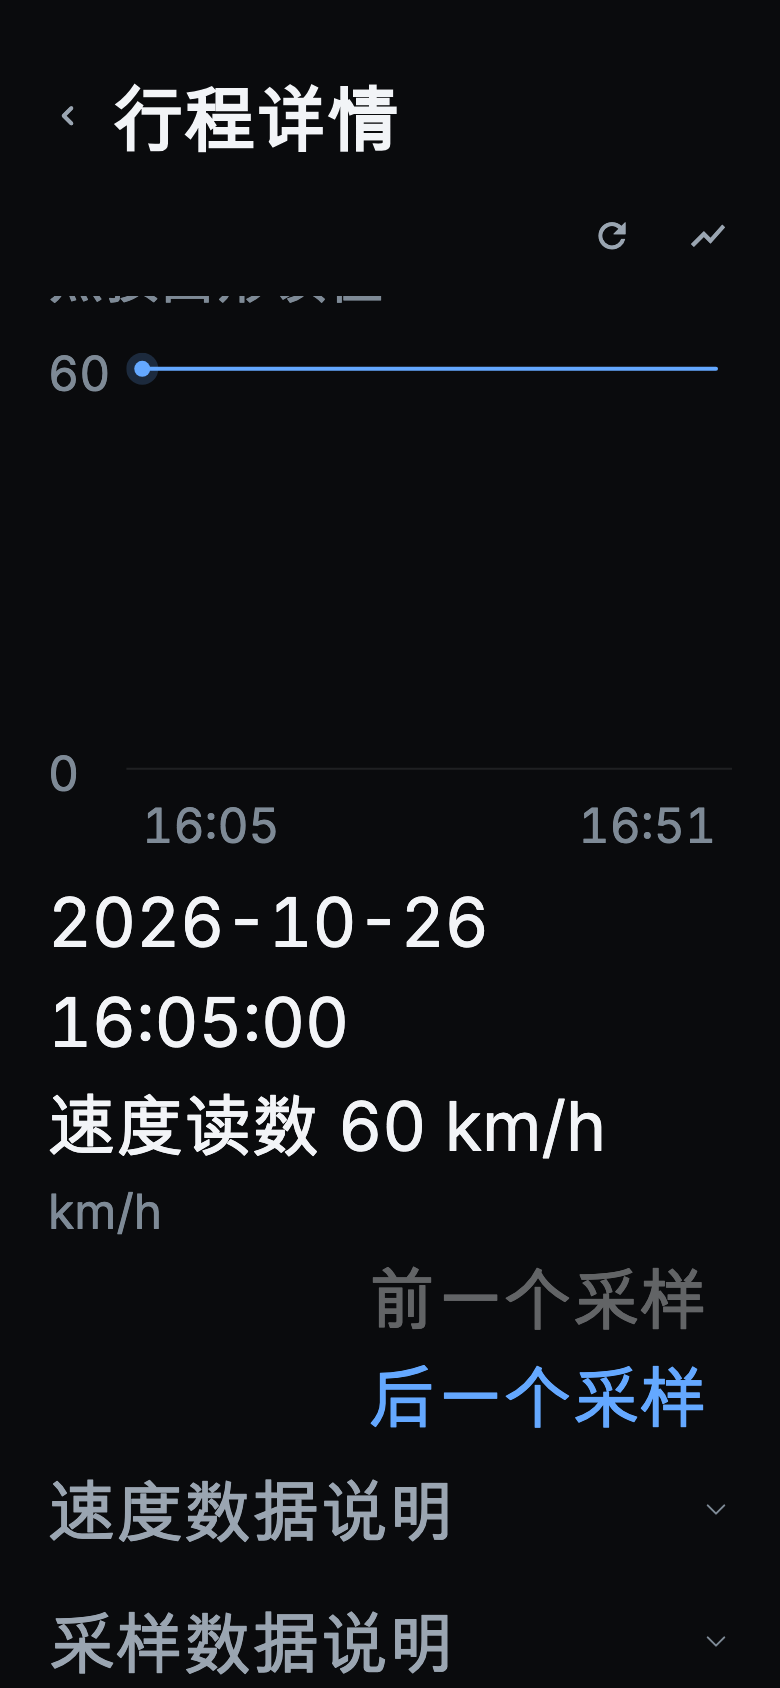 行程详情
60
0
16:05 16:51
2026-10-26
16:05:00
速度读数 60 km/h
km/h
前一个采样
后一个采样
速度数据说明
采样数据说明